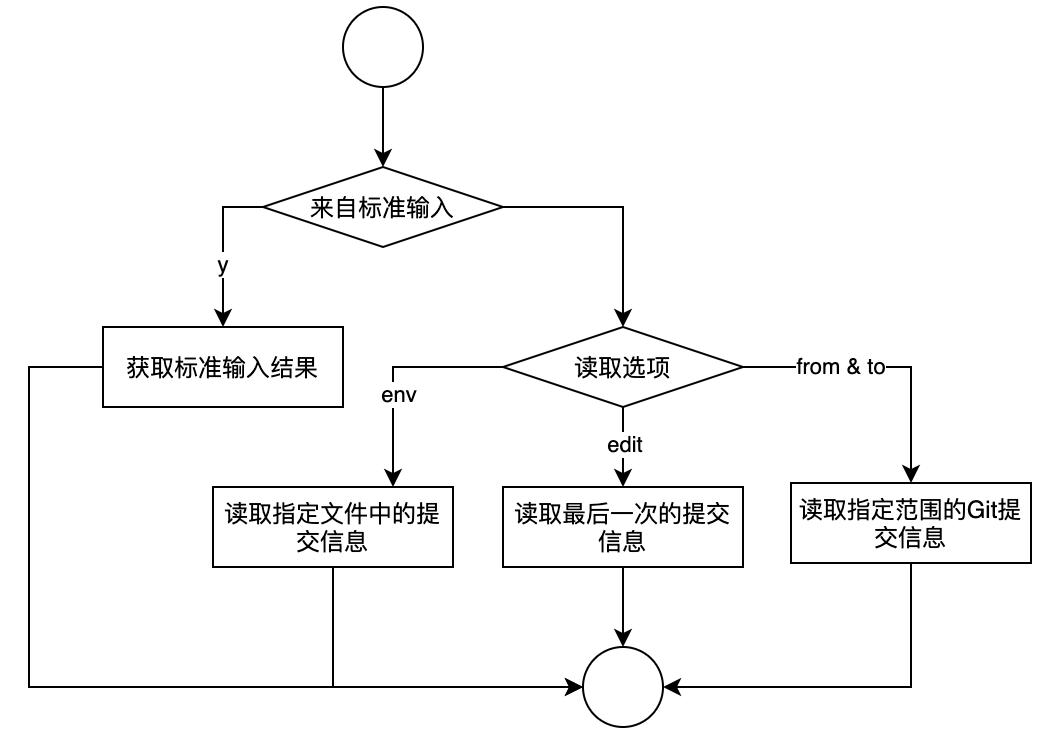 来自标准输入
y
获取标准输入结果
读取选项
from & to
env
edit
读取指定文件中的提
交信息
读取最后一次的提交
信息
读取指定范围的Git提
交信息